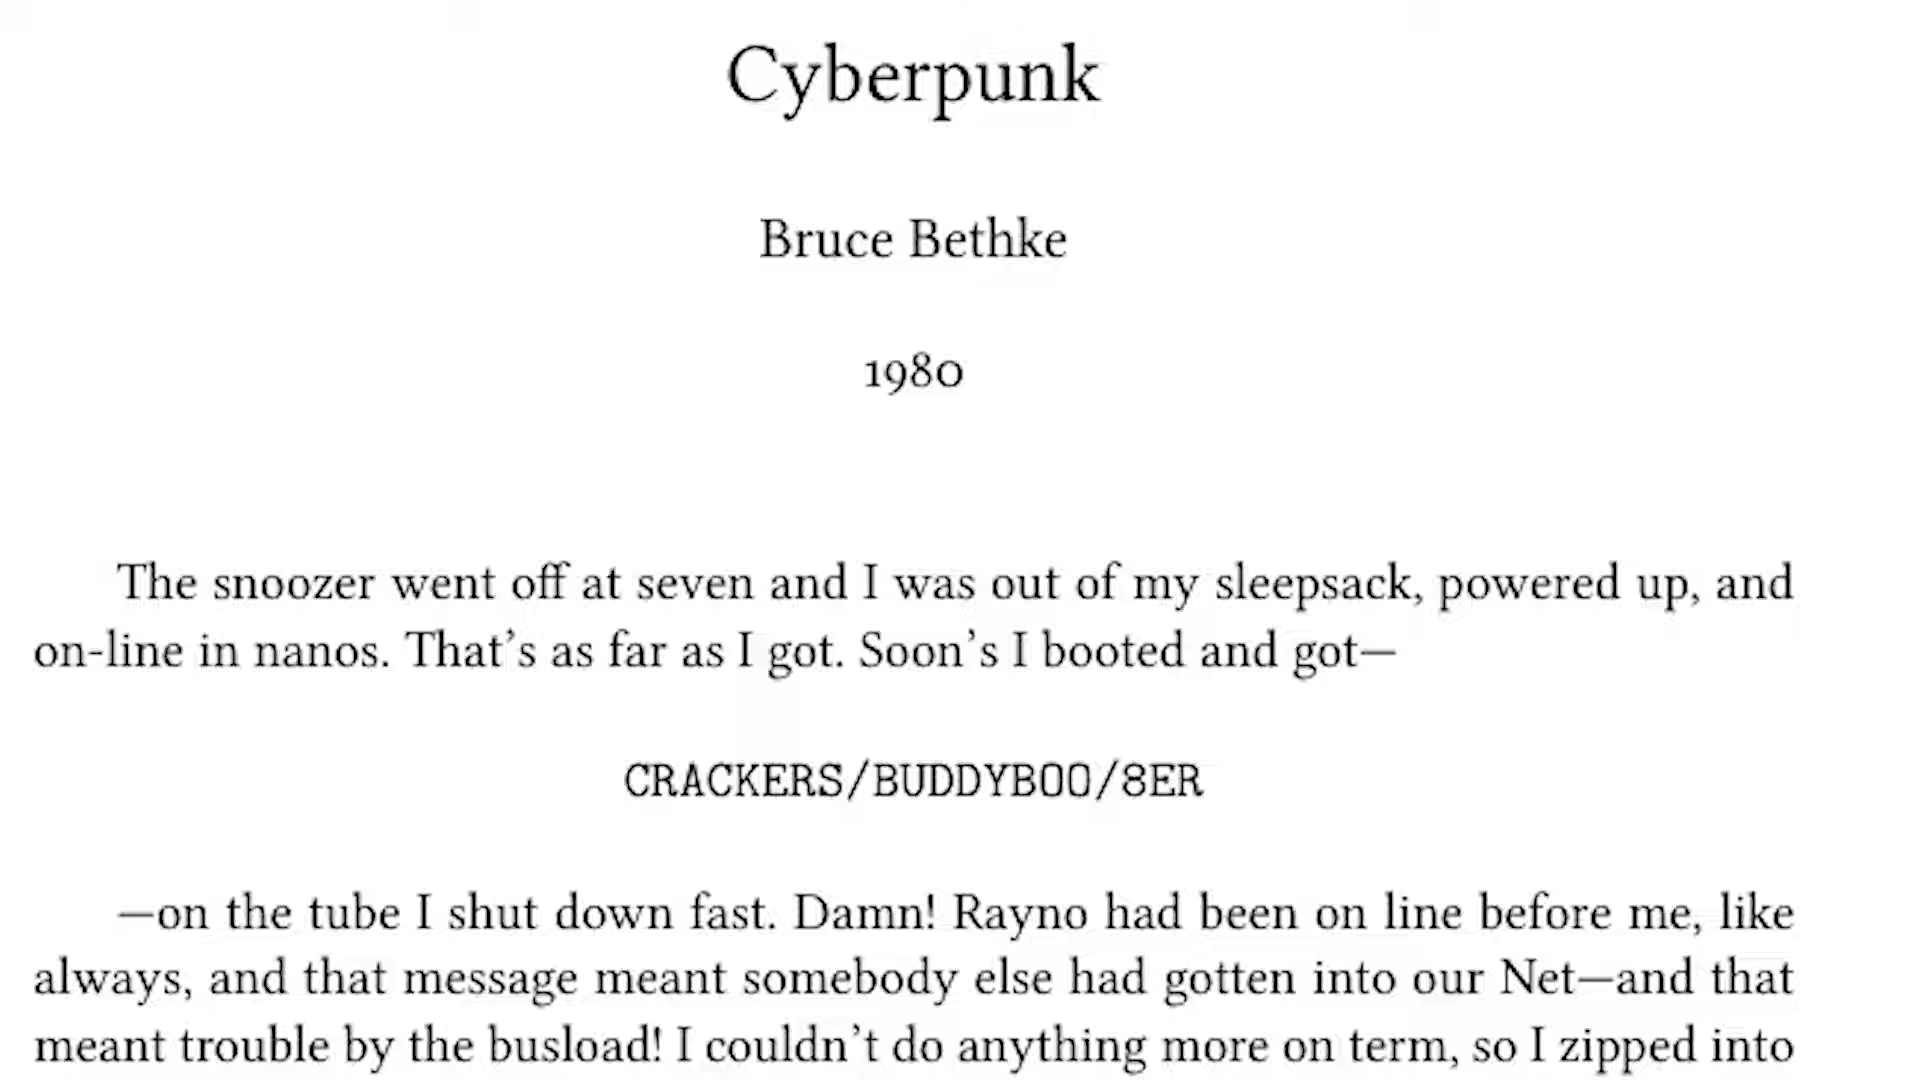 Cyberpunk
Bruce Bethke
1980
The snoozer went off at seven and I was out of my sleepsack, powered up, and
on-line in nanos. That’s as far as I got. Soon’s I booted and got—
CRACKERS/BUDDYBOO/8ER
—on the tube I shut down fast. Damn! Rayno had been on line before me, like
always, and that message meant somebody else had gotten into our Net—and that
meant trouble by the busload! I couldn’t do anything more on term, so I zipped into